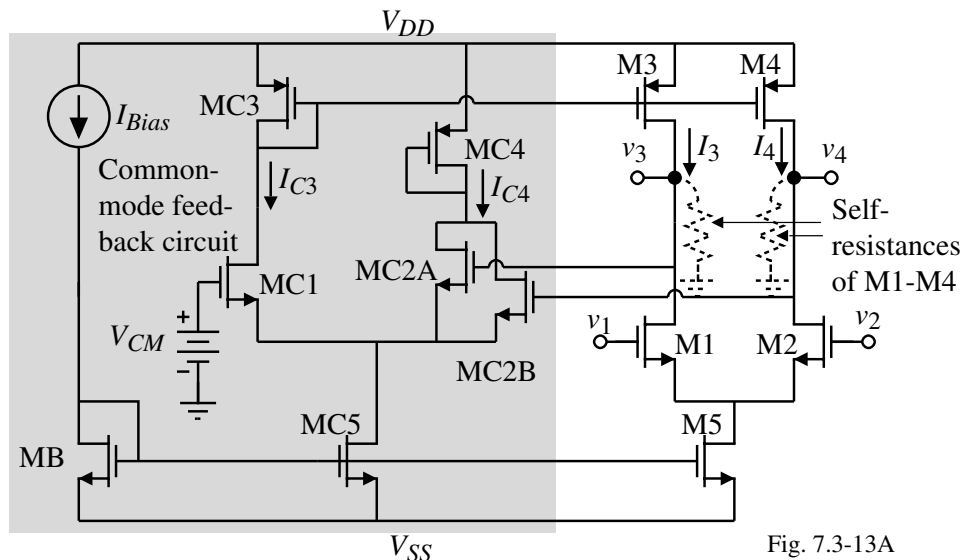 V_DD
MC3
M3
M4
I_Bias
MC4
v_3
I_3
I_4
v_4
Common-
mode feed-
back circuit
I_C3
I_C4
Self-
resistances
of M1-M4
MC2A
MC1
V_CM
+
-
v_1
M1
M2
v_2
MC2B
MB
MC5
M5
V_SS
Fig. 7.3-13A